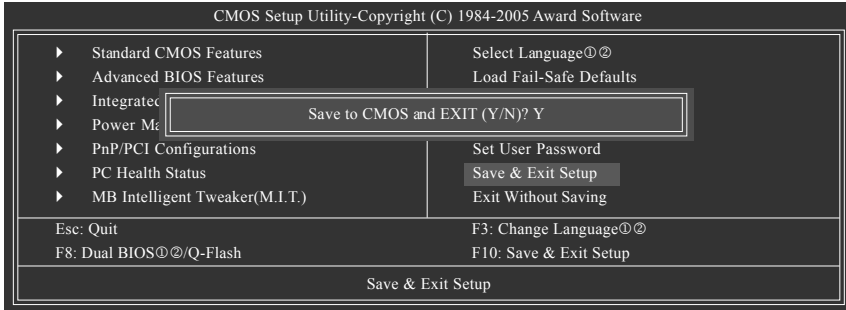 CMOS Setup Utility-Copyright (C) 1984-2005 Award Software
Standard CMOS Features
Select Language①②
Advanced BIOS Features
Load Fail-Safe Defaults
Save to CMOS and EXIT (Y/N)? Y
PnP/PCI Configurations
Set User Password
PC Health Status
Save & Exit Setup
MB Intelligent Tweaker(M.I.T.)
Exit Without Saving
Esc: Quit
F3: Change Language①②
F8: Dual BIOS①②/Q-Flash
F10: Save & Exit Setup
Save & Exit Setup